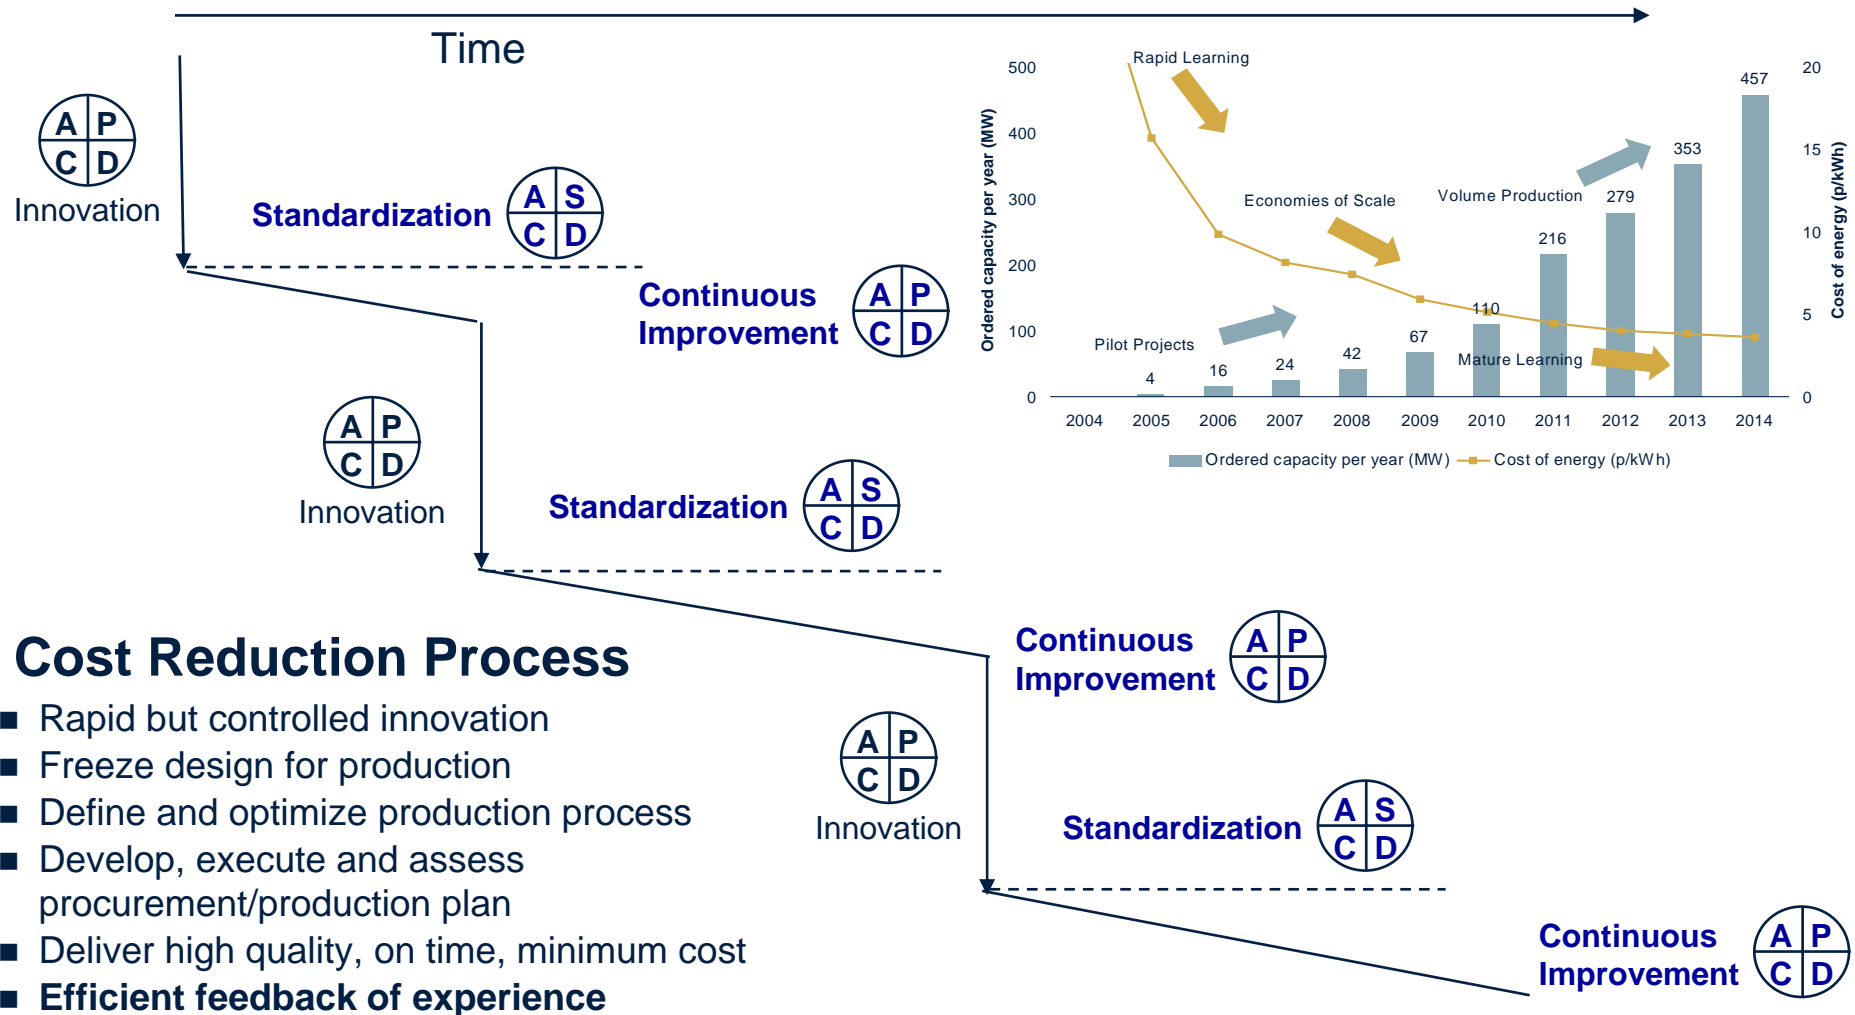 Time
A P
C D
Innovation
Standardization
A S
C D
Continuous
Improvement
A P
C D
A P
C D
Innovation
Standardization
A S
C D
Continuous
Improvement
A P
C D
A P
C D
Innovation
Standardization
A S
C D
Continuous
Improvement
A P
C D
Cost Reduction Process
■ Rapid but controlled innovation
■ Freeze design for production
■ Define and optimize production process
■ Develop, execute and assess
procurement/production plan
■ Deliver high quality, on time, minimum cost
■ Efficient feedback of experience
Ordered capacity per year (MW)
500
400
300
200
100
0
Rapid Learning
Economies of Scale
Volume Production
Pilot Projects
Mature Learning
4
16
24
42
67
110
216
279
353
457
20
15
10
5
0
Cost of energy (p/kWh)
2004 2005 2006 2007 2008 2009 2010 2011 2012 2013 2014
Ordered capacity per year (MW) Cost of energy (p/kWh)